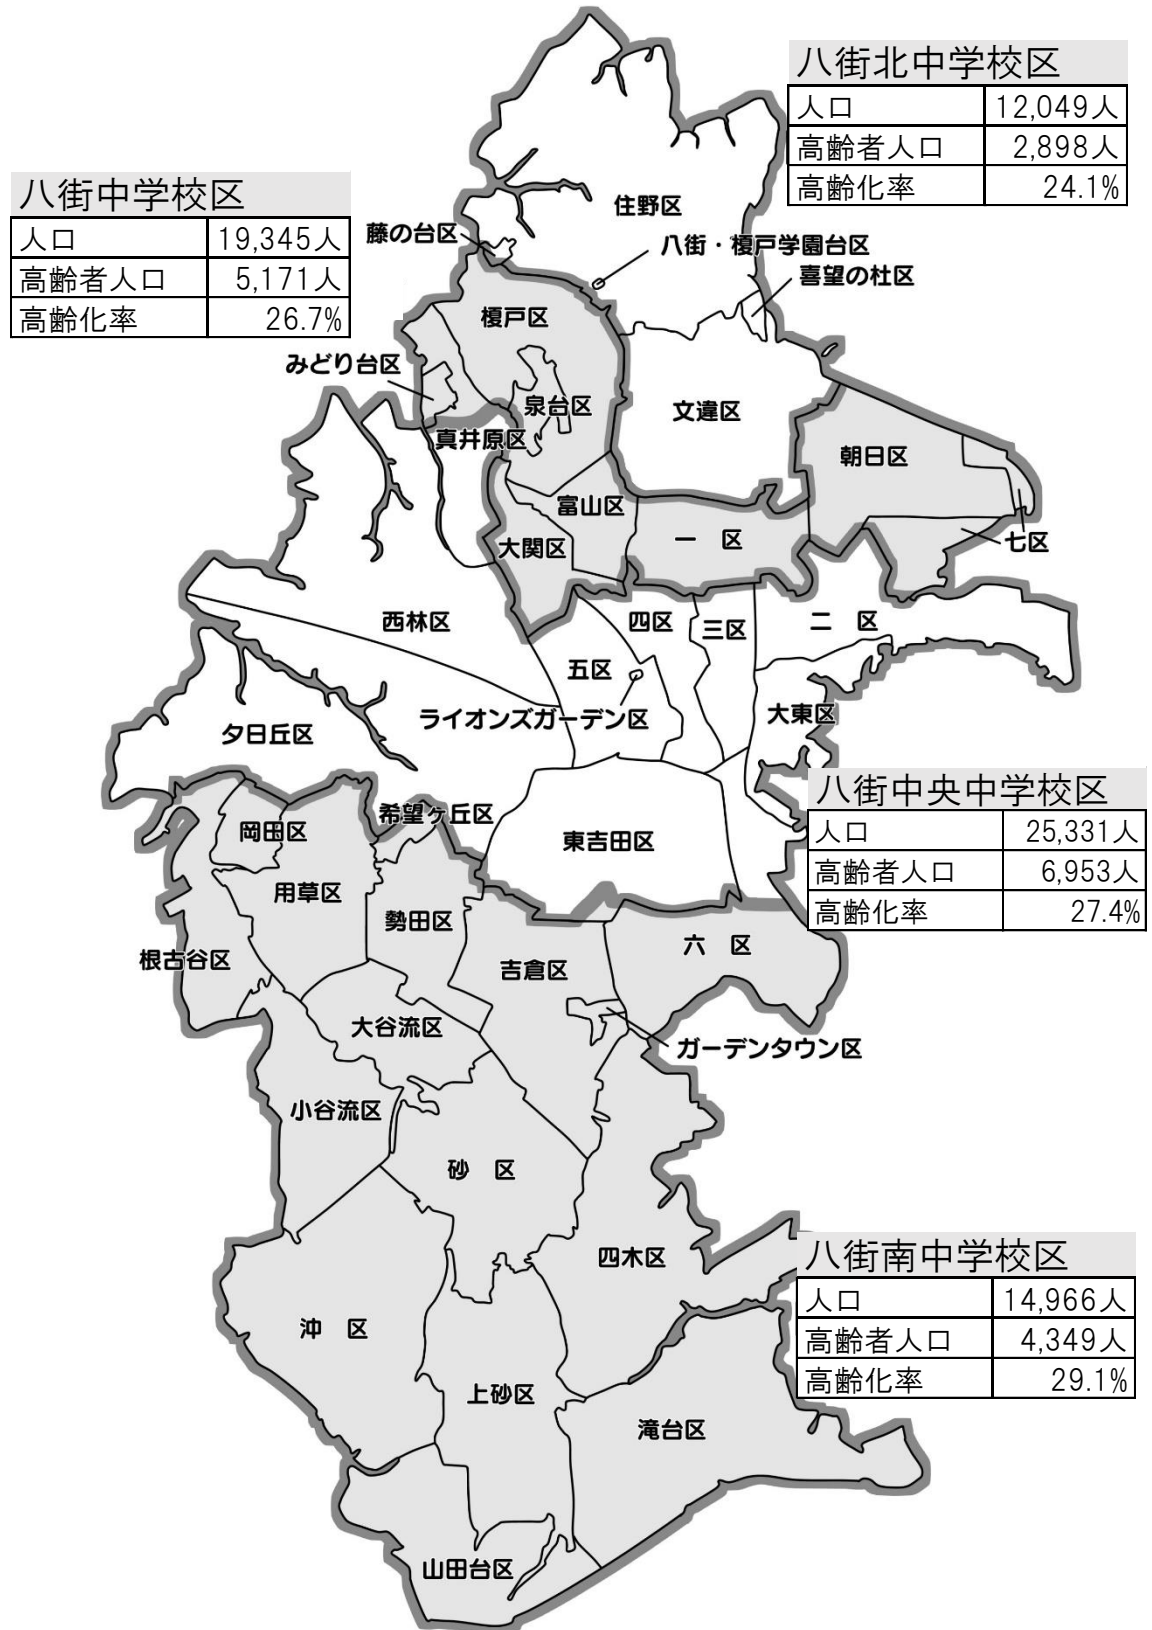 八街北中学校区
人口 12,049人
高齢者人口 2,898人
高齢化率 24.1%
八街中学校区
人口 19,345人
高齢者人口 5,171人
高齢化率 26.7%
住野区
藤の台区
八街・榎戸学園台区
喜望の杜区
榎戸区
みどり台区
泉台区
文違区
真井原区
朝日区
富山区
大関区
一 区
七区
西林区
四区
三区
二 区
五区
ライオンズガーデン区
大東区
夕日丘区
八街中央中学校区
人口 25,331人
高齢者人口 6,953人
高齢化率 27.4%
希望ヶ丘区
岡田区
東吉田区
用草区
勢田区
六 区
根古谷区
吉倉区
大谷流区
ガーデンタウン区
小谷流区
砂 区
四木区
八街南中学校区
人口 14,966人
高齢者人口 4,349人
高齢化率 29.1%
沖 区
上砂区
滝台区
山田台区